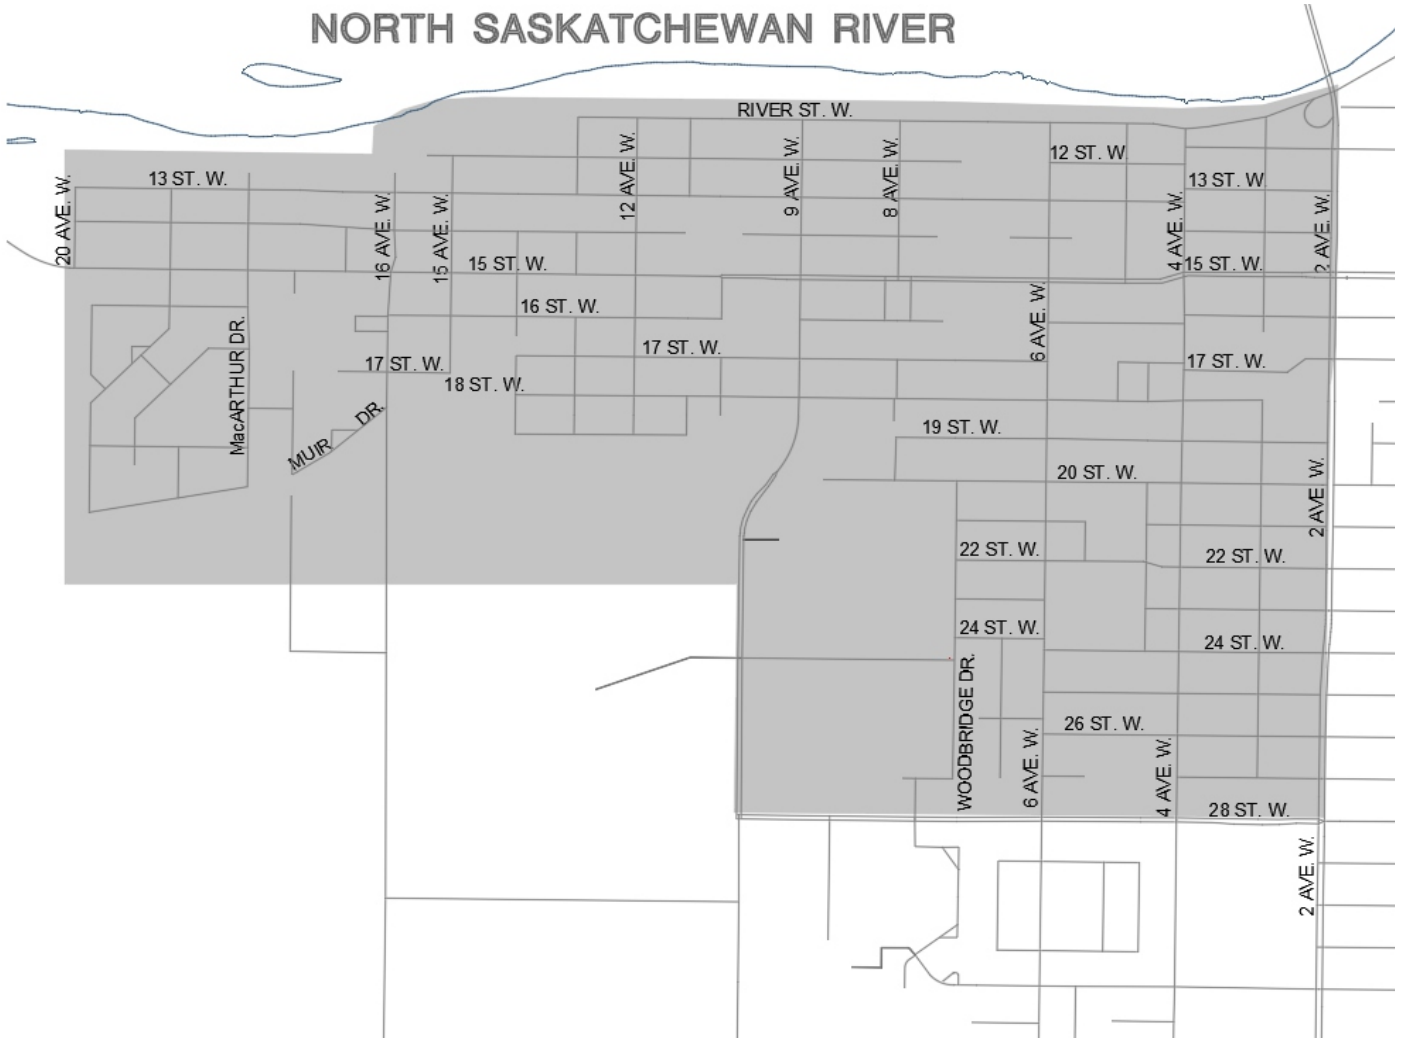 NORTH SASKATCHEWAN RIVER
RIVER ST. W.
12 ST. W.
13 ST. W.
13 ST. W.
20 AVE. W.
16 AVE. W.
15 AVE. W.
12 AVE. W.
9 AVE. W.
8 AVE. W.
4 AVE. W.
2 AVE. W.
15 ST. W.
15 ST. W.
16 ST. W.
6 AVE. W.
17 ST. W.
17 ST. W.
17 ST. W.
18 ST. W.
MacARTHUR DR.
MUIR DR.
19 ST. W.
20 ST. W.
2 AVE W.
22 ST. W.
22 ST. W.
24 ST. W.
24 ST. W.
WOODBRIDGE DR.
26 ST. W.
6 AVE. W.
4 AVE. W.
28 ST. W.
2 AVE. W.